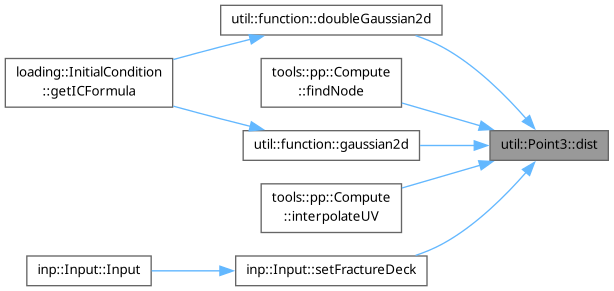 util::function::doubleGaussian2d
loading::InitialCondition
::getICFormula
tools::pp::Compute
::findNode
util::function::gaussian2d
util::Point3::dist
tools::pp::Compute
::interpolateUV
inp::Input::Input
inp::Input::setFractureDeck